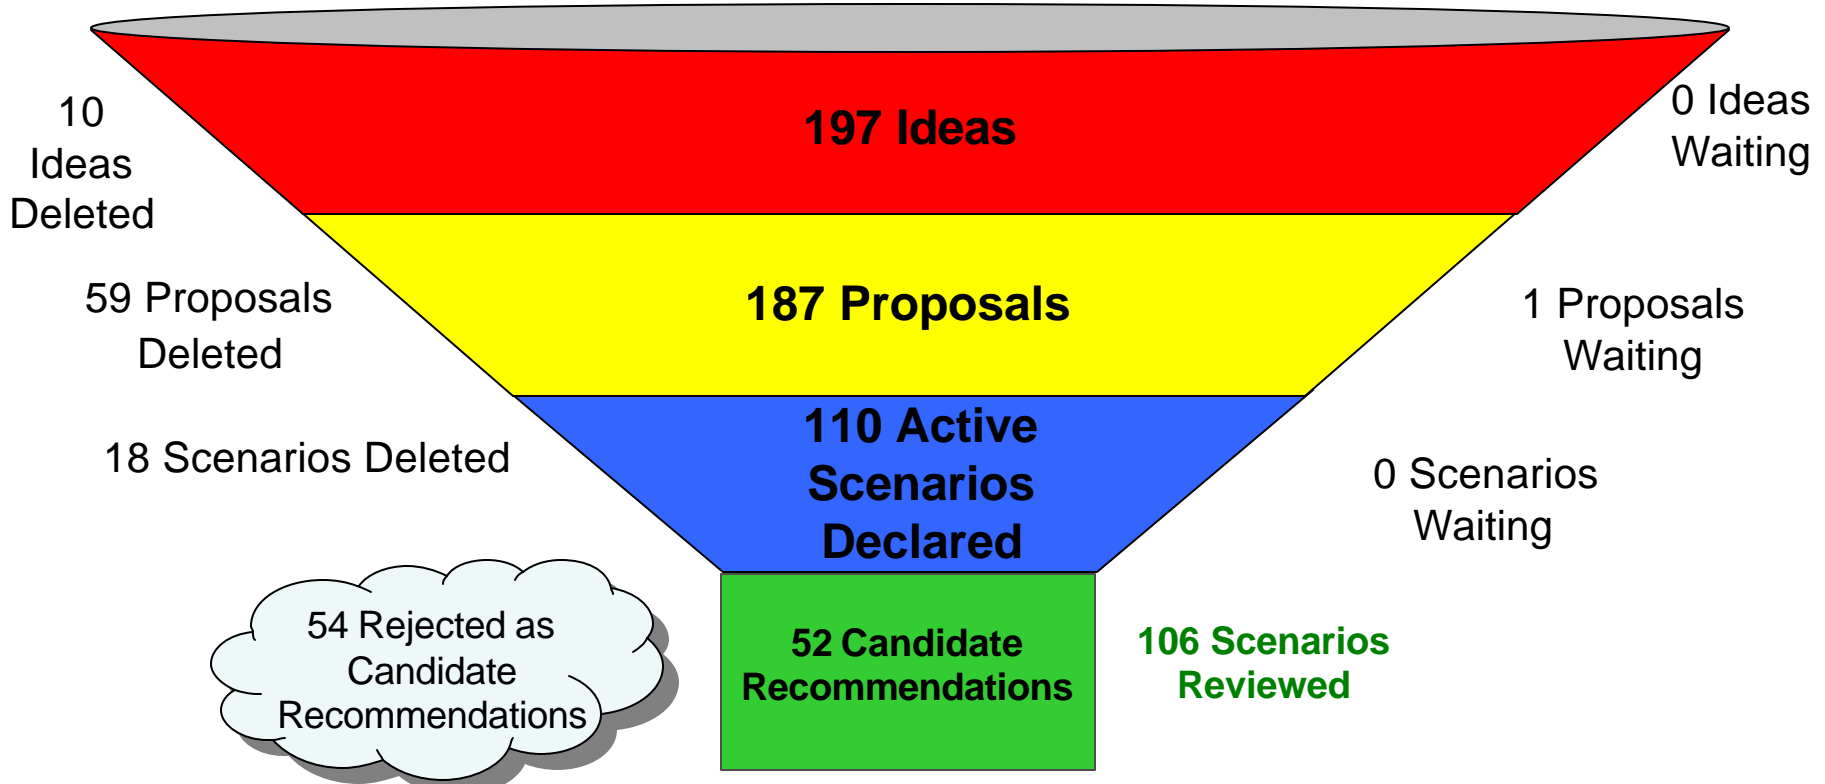 10
Ideas
Deleted
197 Ideas
0 Ideas
Waiting
59 Proposals
Deleted
187 Proposals
1 Proposals
Waiting
18 Scenarios Deleted
110 Active
Scenarios
Declared
0 Scenarios
Waiting
54 Rejected as
Candidate
Recommendations
52 Candidate
Recommendations
106 Scenarios
Reviewed